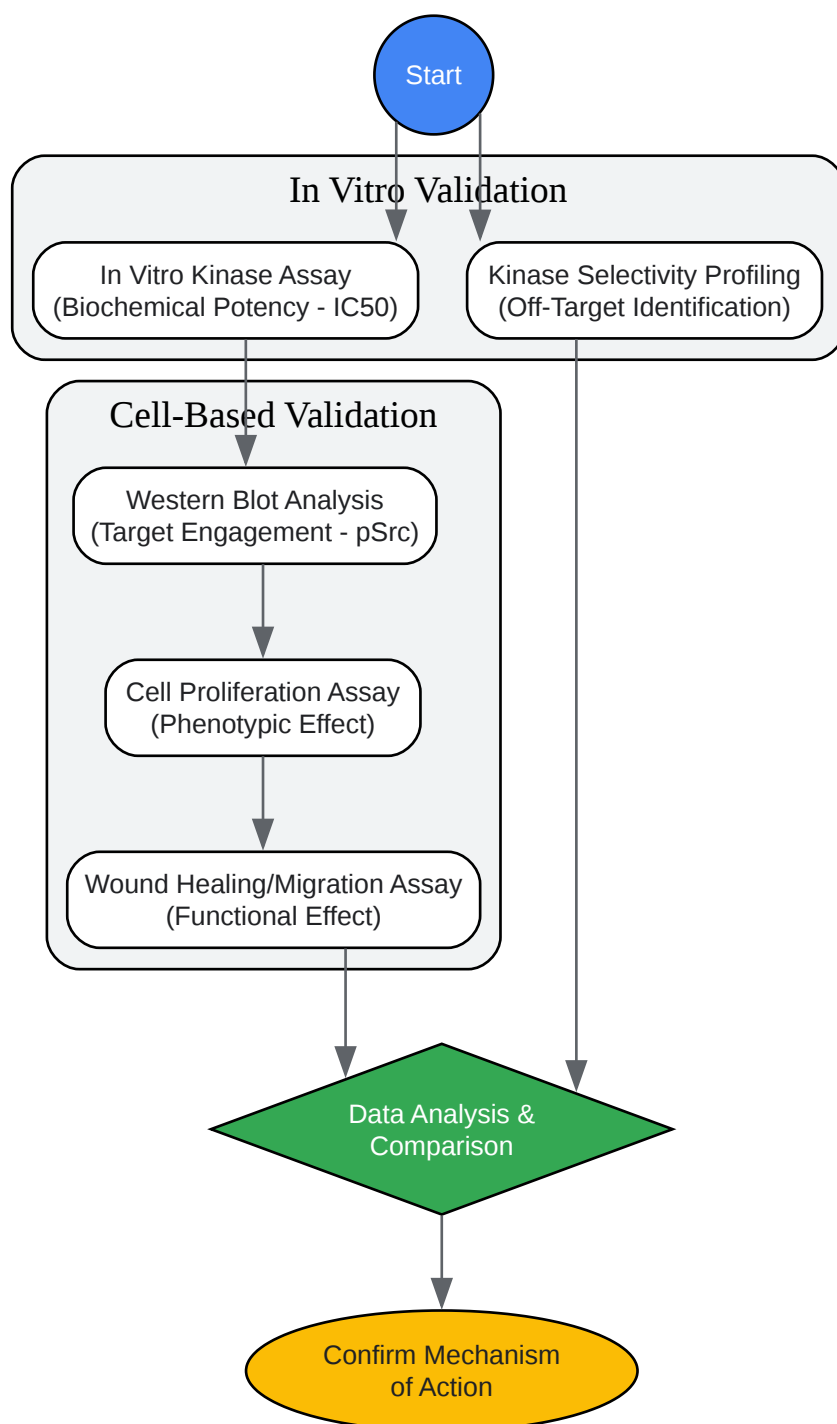 Start
In Vitro Validation
In Vitro Kinase Assay
(Biochemical Potency - IC50)
Kinase Selectivity Profiling
(Off-Target Identification)
Cell-Based Validation
Western Blot Analysis
(Target Engagement - pSrc)
Cell Proliferation Assay
(Phenotypic Effect)
Wound Healing/Migration Assay
(Functional Effect)
Data Analysis &
Comparison
Confirm Mechanism
of Action